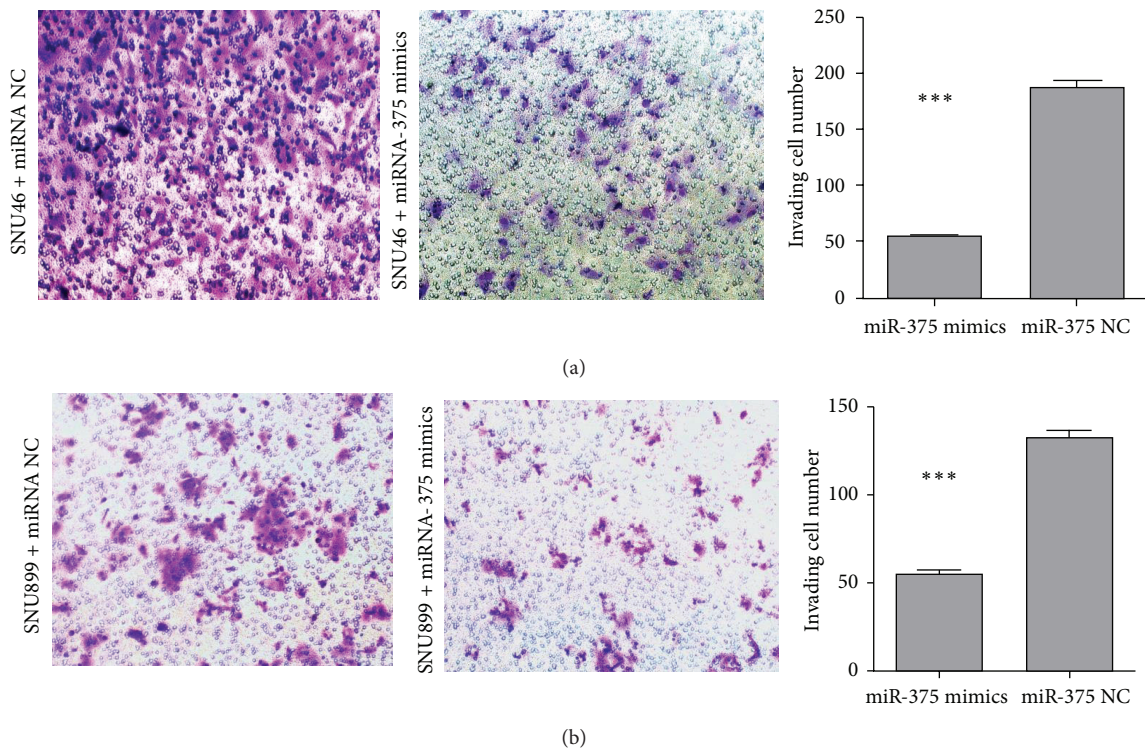 SNU46 + miRNA NC
SNU46 + miRNA-375 mimics
Invading cell number
250
200
150
100
50
0
***
miR-375 mimics
miR-375 NC
(a)
SNU899 + miRNA NC
SNU899 + miRNA-375 mimics
Invading cell number
150
100
50
0
***
miR-375 mimics
miR-375 NC
(b)